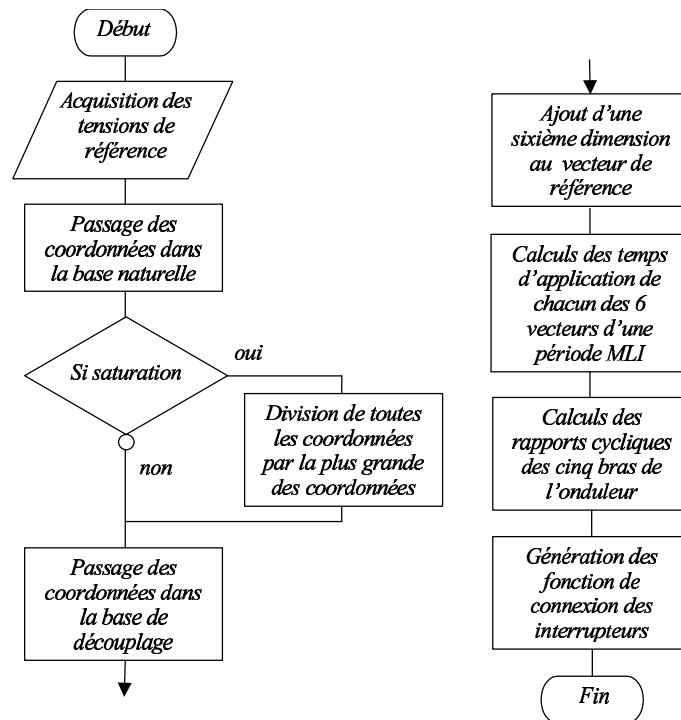 Début
Acquisition des
tensions de
référence
Passage des
coordonnées dans
la base naturelle
Si saturation
oui
non
Division de toutes
les coordonnées
par la plus grande
des coordonnées
Passage des
coordonnées dans
la base de
découplage
Ajout d'une
sixième dimension
au vecteur de
référence
Calculs des temps
d'application de
chacun des 6
vecteurs d'une
période MLI
Calculs des
rapports cycliques
des cinq bras de
l'onduleur
Génération des
fonction de
connexion des
interrupteurs
Fin